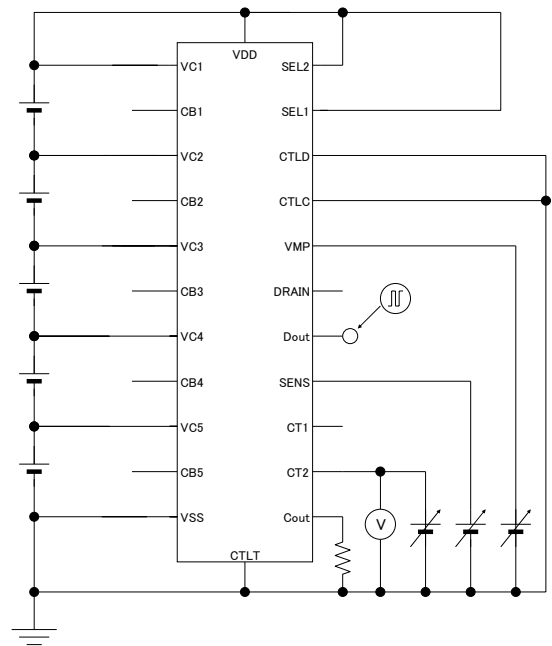 VDD
VC1 SEL2
CB1 SEL1
VC2 CTLD
CB2 CTLC
VC3 VMP
CB3 DRAIN
VC4 Dout
CB4 SENS
VC5 CT1
CB5 CT2
VSS Cout
V
CTLT